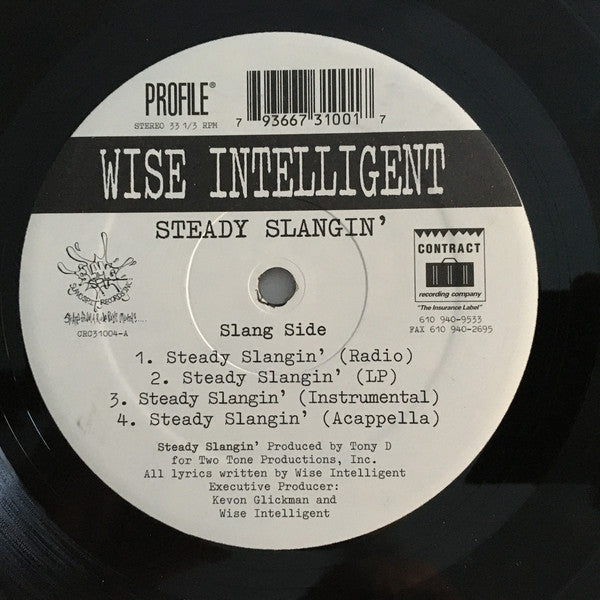 PROFILE®
STEREO 33 1/3 RPM
7 93667 31001 7
WISE INTELLIGENT
STEADY SLANGIN'
CONTRACT
recording company
"The Insurance Label"
610 940-9533
FAX 610 940-2695
CRC31004-A
Slang Side
1. Steady Slangin' (Radio)
2. Steady Slangin' (LP)
3. Steady Slangin' (Instrumental)
4. Steady Slangin' (Acappella)
Steady Slangin' Produced by Tony D
for Two Tone Productions, Inc.
All lyrics written by Wise Intelligent
Executive Producer:
Kevon Glickman and
Wise Intelligent